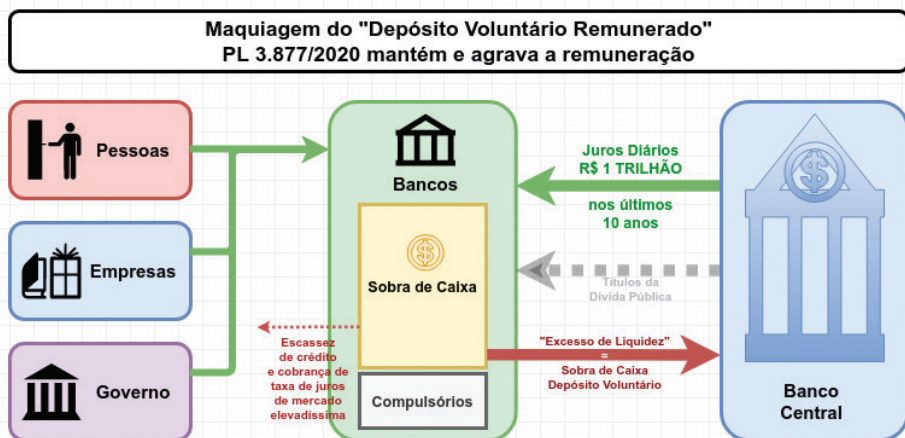 Maquiagem do "Depósito Voluntário Remunerado"
PL 3.877/2020 mantém e agrava a remuneração
Pessoas
Empresas
Governo
Bancos
Sobra de Caixa
Compulsórios
Escassez
de crédito
e cobrança de
taxa de juros
de mercado
elevadíssima
Juros Diários
R$ 1 TRILHÃO
nos últimos
10 anos
Títulos da
Dívida Pública
"Excesso de Liquidez"
=
Sobra de Caixa
Depósito Voluntário
Banco
Central